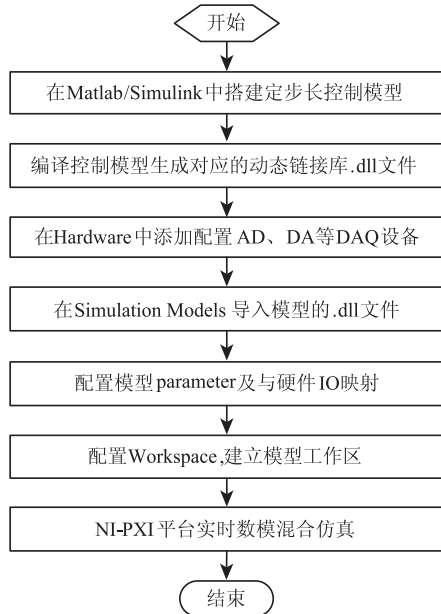 开始
在Matlab/Simulink中搭建定步长控制模型
编译控制模型生成对应的动态链接库.dll文件
在Hardware中添加配置 AD、DA等DAQ设备
在Simulation Models 导入模型的.dll文件
配置模型parameter及与硬件IO映射
配置Workspace,建立模型工作区
NI-PXI平台实时数模混合仿真
结束